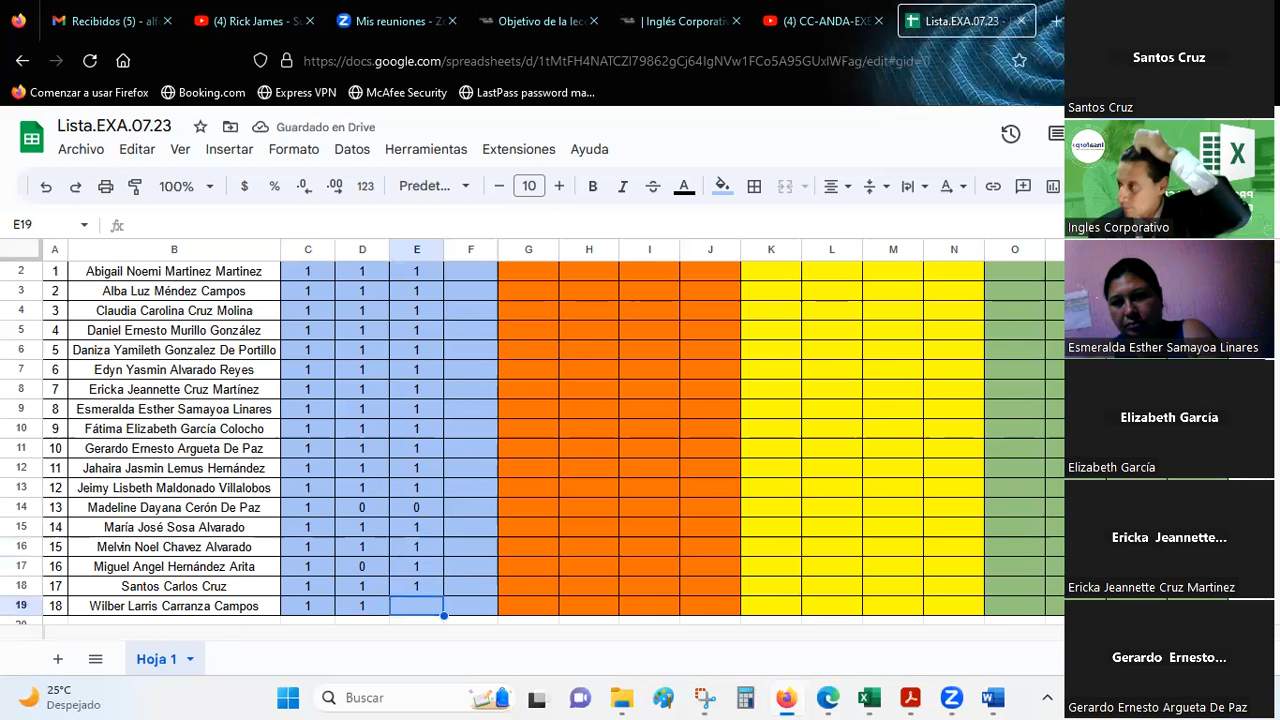 Recibidos (5) - alf
(4) Rick James - S
Mis reuniones - Zo
Objetivo de la lecc
| Inglés Corporativ
(4) CC-ANDA-EXE
Lista.EXA.07.23
https://docs.google.com/spreadsheets/d/
Comenzar a usar Firefox
Booking.com
Express VPN
McAfee Security
LastPass password ma...
Lista.EXA.07.23
Guardado en Drive
Archivo Editar Ver Insertar Formato Datos Herramientas Extensiones Ayuda
100% $ % .0 .00 123 Predet... − 10 + B I A
E19 fx
A B C D E F G H I J K L M N O
2 1 Abigail Noemi Martinez Martinez 1 1 1
3 2 Alba Luz Méndez Campos 1 1 1
4 3 Claudia Carolina Cruz Molina 1 1 1
5 4 Daniel Ernesto Murillo González 1 1 1
6 5 Daniza Yamileth Gonzalez De Portillo 1 1 1
7 6 Edyn Yasmin Alvarado Reyes 1 1 1
8 7 Ericka Jeannette Cruz Martínez 1 1 1
9 8 Esmeralda Esther Samayoa Linares 1 1 1
10 9 Fátima Elizabeth García Colocho 1 1 1
11 10 Gerardo Ernesto Argueta De Paz 1 1 1
12 11 Jahaira Jasmin Lemus Hernández 1 1 1
13 12 Jeimy Lisbeth Maldonado Villalobos 1 1 1
14 13 Madeline Dayana Cerón De Paz 1 0 0
15 14 María José Sosa Alvarado 1 1 1
16 15 Melvin Noel Chavez Alvarado 1 1 1
17 16 Miguel Angel Hernández Arita 1 0 1
18 17 Santos Carlos Cruz 1 1 1
19 18 Wilber Larris Carranza Campos 1 1
Hoja 1
25°C
Despejado
Buscar
Santos Cruz
Santos Cruz
Ingles Corporativo
Esmeralda Esther Samayoa Linares
Elizabeth García
Elizabeth García
Ericka Jeannette...
Ericka Jeannette Cruz Martinez
Gerardo Ernesto...
Gerardo Ernesto Argueta De Paz